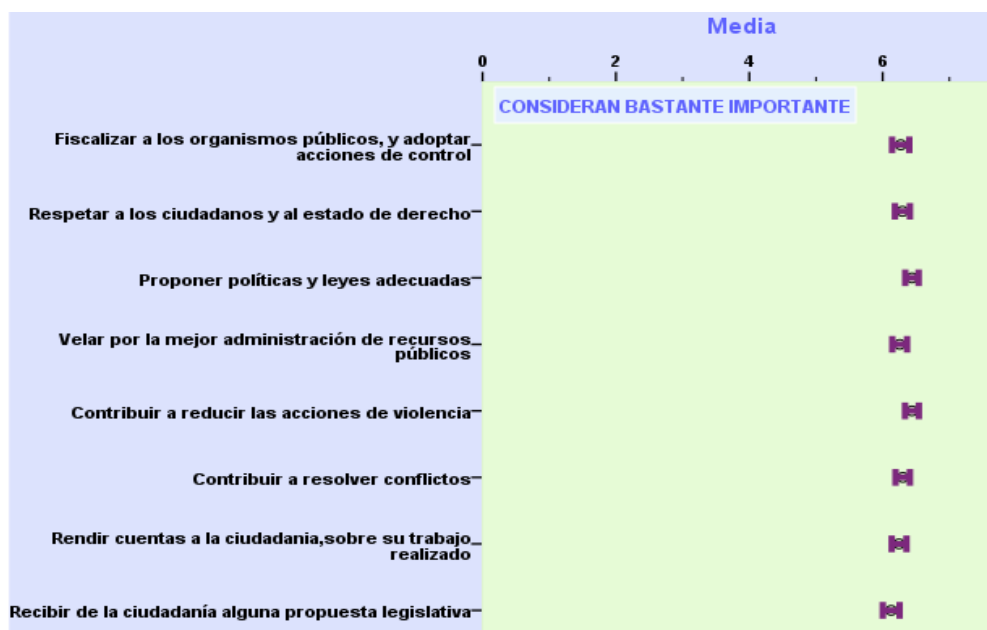 Media
0 2 4 6
CONSIDERAN BASTANTE IMPORTANTE
Fiscalizar a los organismos públicos, y adoptar
acciones de control
Respetar a los ciudadanos y al estado de derecho
Proponer políticas y leyes adecuadas
Velar por la mejor administración de recursos
públicos
Contribuir a reducir las acciones de violencia
Contribuir a resolver conflictos
Rendir cuentas a la ciudadania,sobre su trabajo
realizado
Recibir de la ciudadanía alguna propuesta legislativa